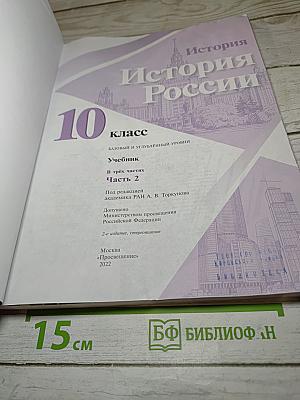 История
История
России
10 класс
БАЗОВЫЙ И УГЛУБЛЁННЫЙ УРОВНИ
Учебник
В трёх частях
Часть 2
Под редакцией
академика РАН А. В. Торкунова
Допущено
Министерством просвещения
Российской Федерации
2-е издание, стереотипное
Москва
«Просвещение»
2022
15 см
БФ БИБЛИОФАН